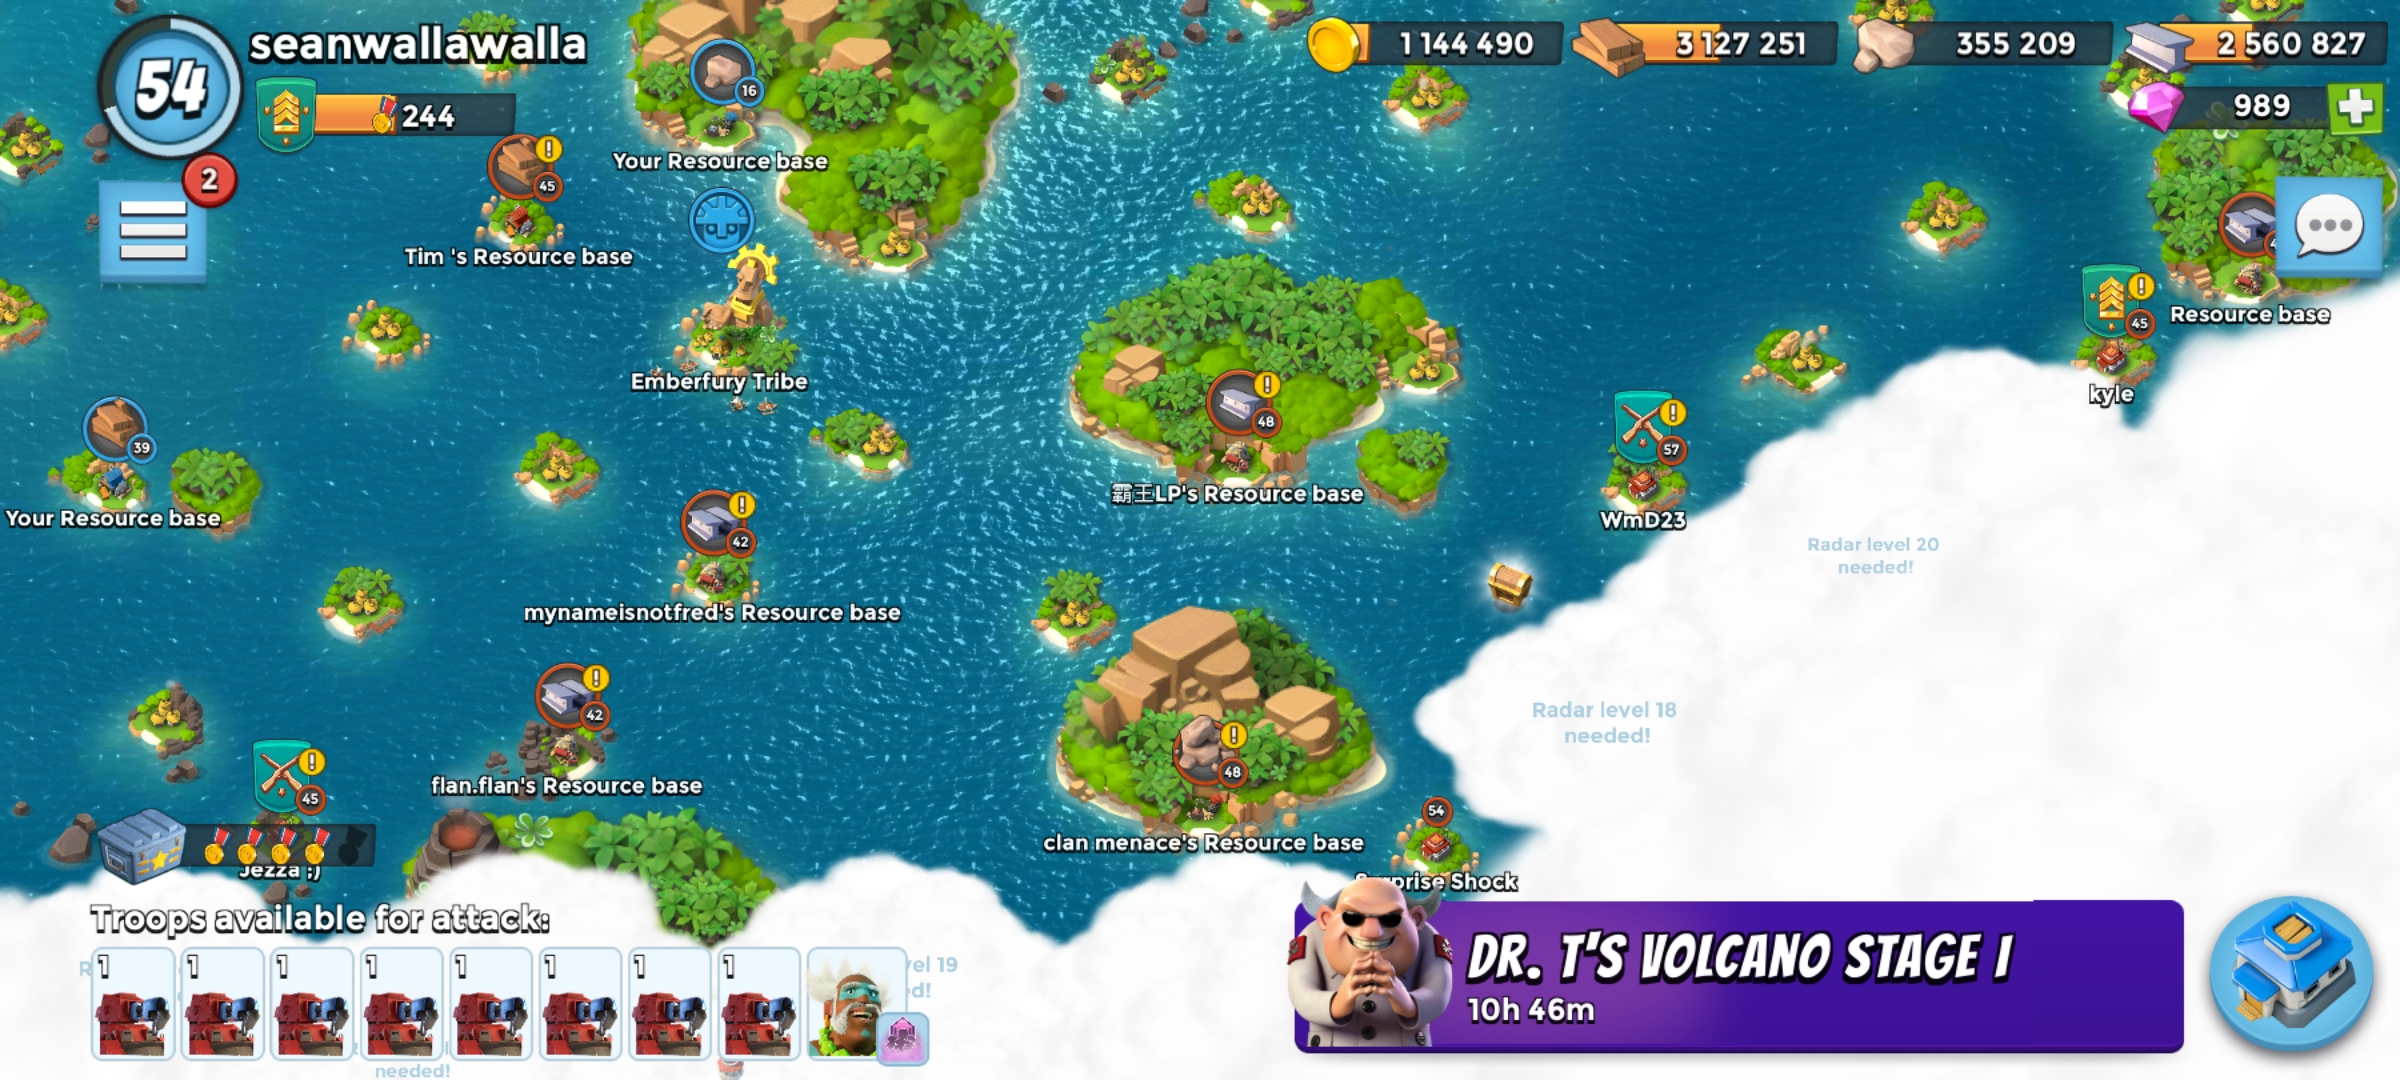 54
seanwallawalla
244
2
1 144 490
3 127 251
355 209
2 560 827
989
16
Your Resource base
45
Tim 's Resource base
Emberfury Tribe
39
Your Resource base
48
霸王LP's Resource base
45
Resource base
kyle
57
WmD23
42
mynameisnotfred's Resource base
Radar level 20
needed!
42
flan.flan's Resource base
Radar level 18
needed!
48
clan menace's Resource base
45
Jezza ;)
54
prise Shock
Troops available for attack:
1
1
1
1
1
1
1
1
vel 19
needed!
DR. T'S VOLCANO STAGE I
10h 46m